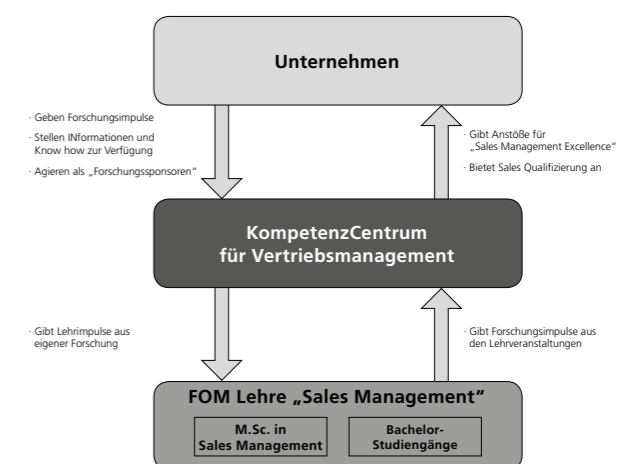 Unternehmen
· Geben Forschungsimpulse
· Stellen INformationen und
Know how zur Verfügung
· Agieren als „Forschungssponsoren“
· Gibt Anstöße für
„Sales Management Excellence“
· Bietet Sales Qualifizierung an
KompetenzCentrum
für Vertriebsmanagement
· Gibt Lehrimpulse aus
eigener Forschung
· Gibt Forschungsimpulse aus
den Lehrveranstaltungen
FOM Lehre „Sales Management“
M.Sc. in
Sales Management
Bachelor-
Studiengänge